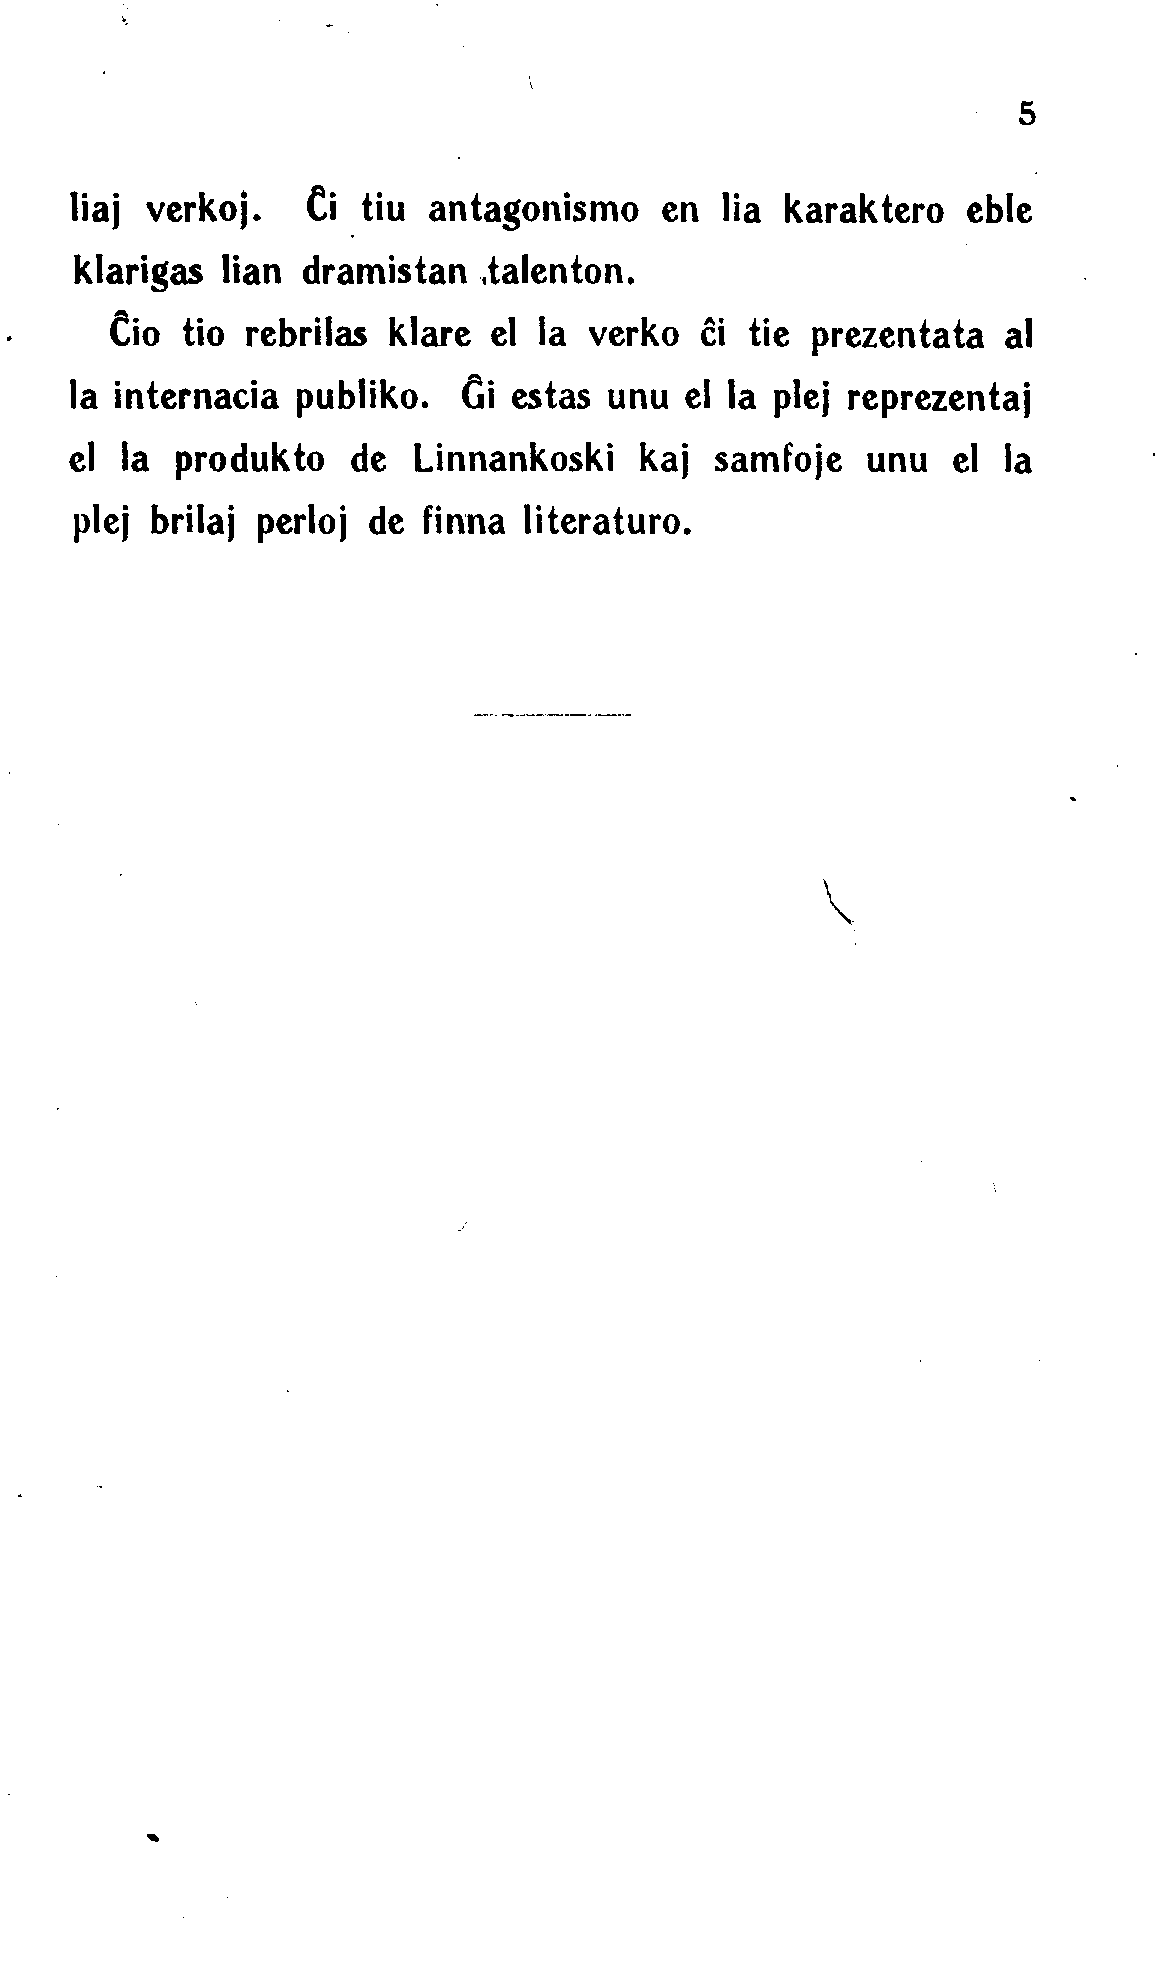 5
liaj verkoj. Ĉi tiu antagonismo en lia karaktero eble
klarigas lian dramistan talenton.
Ĉio tio rebrilas klare el la verko ĉi tie prezentata al
la internacia publiko. Ĝi estas unu el la plej reprezentaj
el la produkto de Linnankoski kaj samfoje unu el la
plej brilaj perloj de finna literaturo.